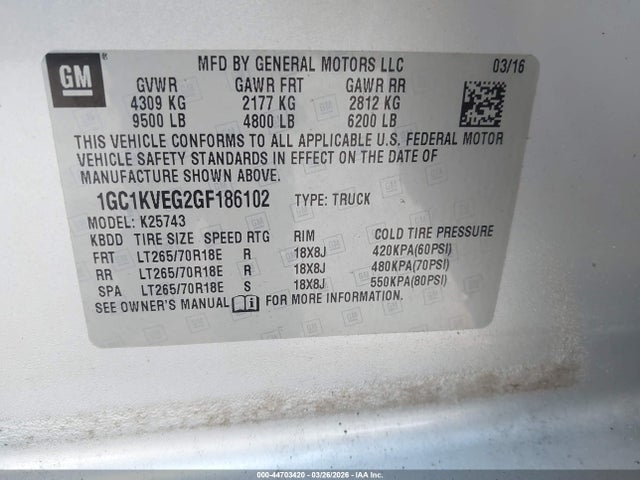 GM
MFD BY GENERAL MOTORS LLC 03/16
GVWR GAWR FRT GAWR RR
4309 KG 2177 KG 2812 KG
9500 LB 4800 LB 6200 LB
THIS VEHICLE CONFORMS TO ALL APPLICABLE U.S. FEDERAL MOTOR
VEHICLE SAFETY STANDARDS IN EFFECT ON THE DATE OF
MANUFACTURE SHOWN ABOVE.
1GC1KVEG2GF186102 TYPE: TRUCK
MODEL: K25743
KBDD TIRE SIZE SPEED RTG RIM COLD TIRE PRESSURE
FRT LT265/70R18E R 18X8J 420KPA(60PSI)
RR LT265/70R18E R 18X8J 480KPA(70PSI)
SPA LT265/70R18E S 18X8J 550KPA(80PSI)
SEE OWNER'S MANUAL FOR MORE INFORMATION.
000-44703420 | 03/26/2026 - IAA